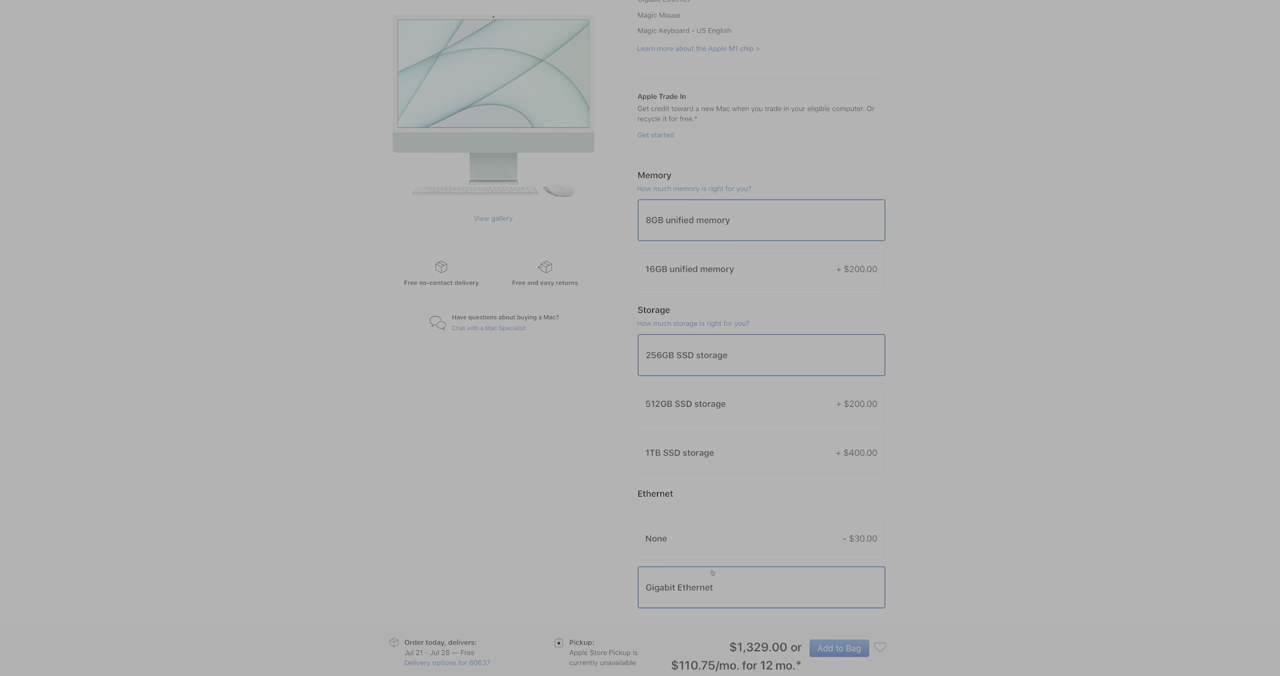 Magic Mouse
Magic Keyboard - US English
Learn more about the Apple M1 chip >
Apple Trade In
Get credit toward a new Mac when you trade in your eligible computer. Or
recycle it for free.*
Get started
Memory
How much memory is right for you?
8GB unified memory
16GB unified memory + $200.00
View gallery
Free no-contact delivery
Free and easy returns
Have questions about buying a Mac?
Chat with a Mac Specialist
Storage
How much storage is right for you?
256GB SSD storage
512GB SSD storage + $200.00
1TB SSD storage + $400.00
Ethernet
None - $30.00
Gigabit Ethernet
Order today, delivers:
Jul 21 - Jul 28 — Free
Delivery options for 60637
Pickup:
Apple Store Pickup is
currently unavailable
$1,329.00 or
$110.75/mo. for 12 mo.*
Add to Bag